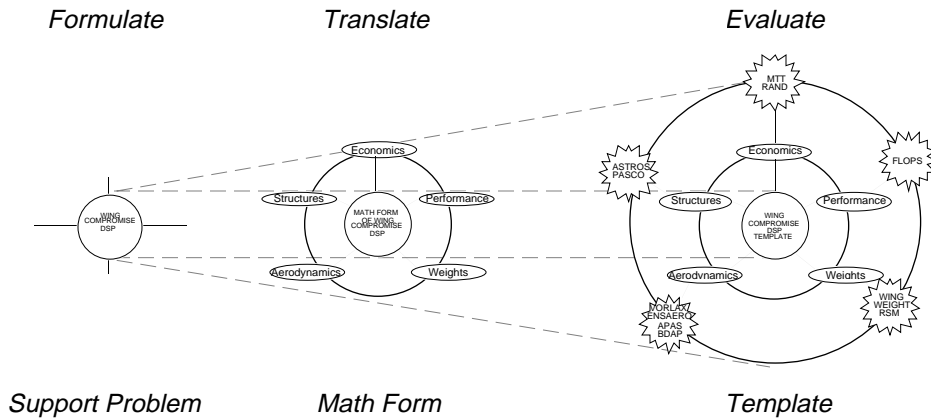 Formulate
Translate
Evaluate
MTT
RAND
Economics
Economics
ASTROS
PASCO
FLOPS
Structures
Performance
Structures
Performance
WING
COMPROMISE
DSP
MATH FORM
OF WING
COMPROMISE
DSP
WING
COMPROMISE
DSP
TEMPLATE
Aerodynamics
Weights
Aerodynamics
Weights
VORLAX
ENSAERO
APAS
BDAP
WING
WEIGHT
RSM
Support Problem
Math Form
Template